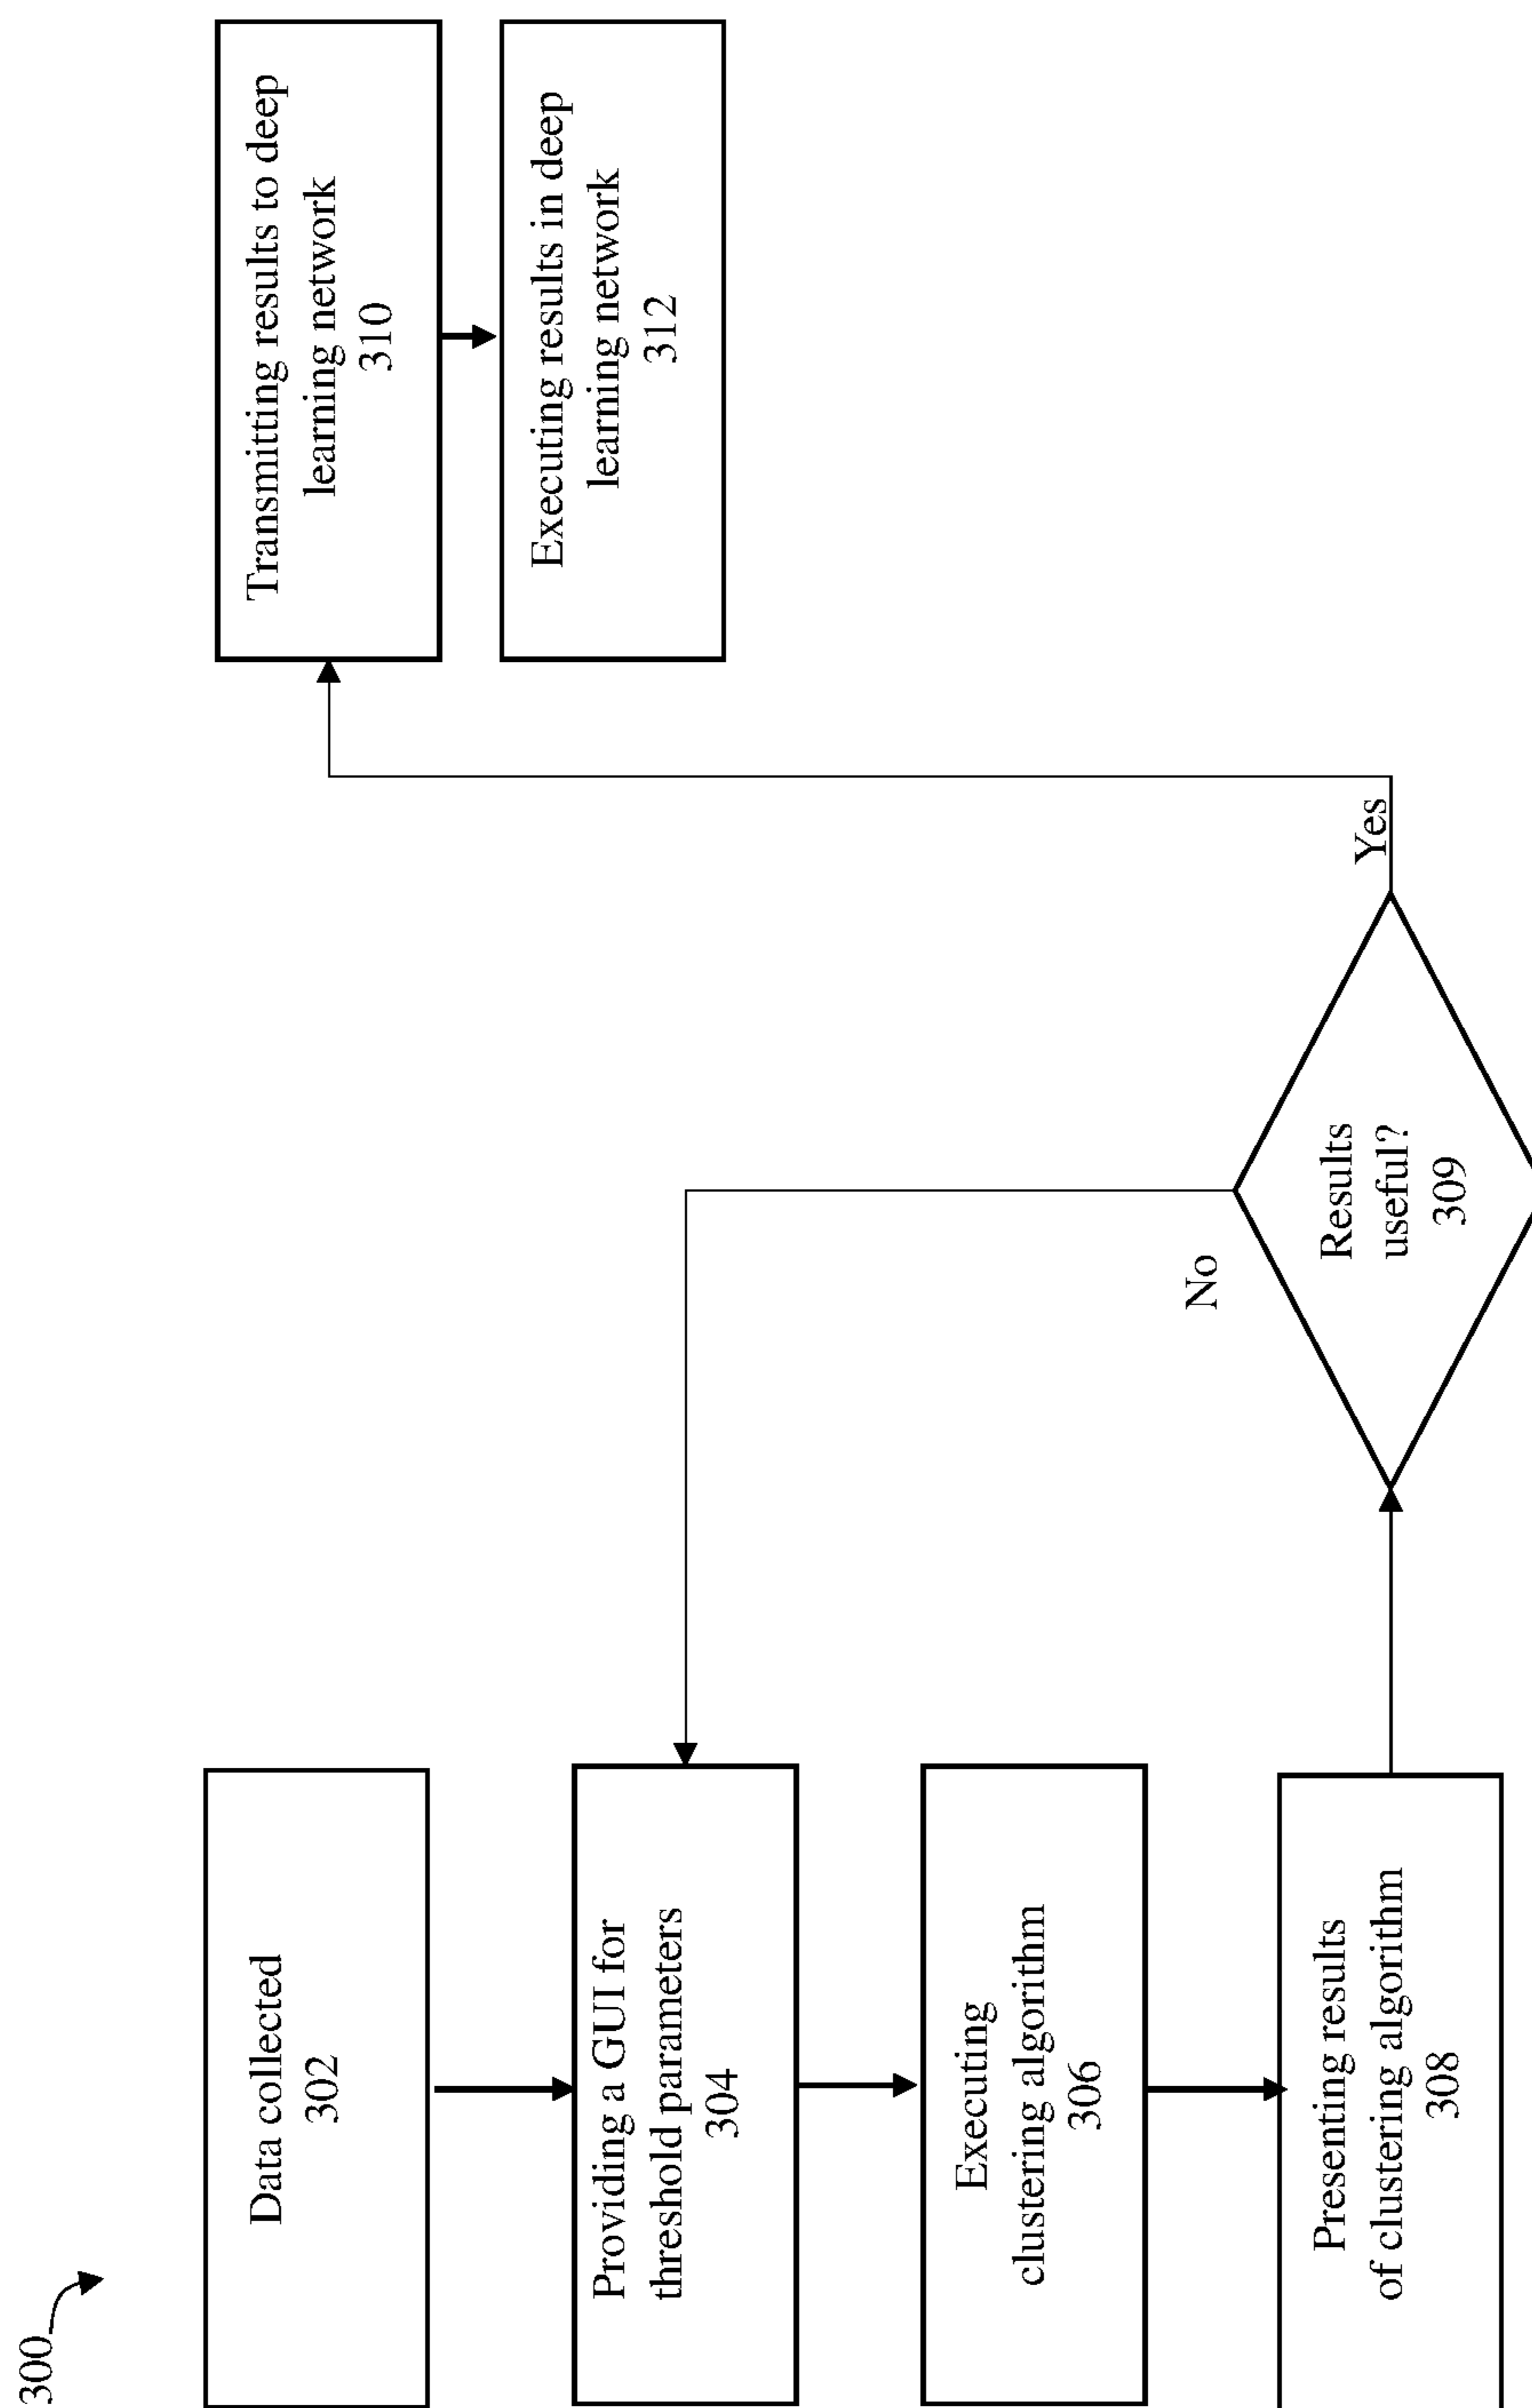 300
Data collected
302
Providing a GUI for
threshold parameters
304
Executing
clustering algorithm
306
Presenting results
of clustering algorithm
308
No
Results
useful?
309
Yes
Transmitting results to deep
learning network
310
Executing results in deep
learning network
312